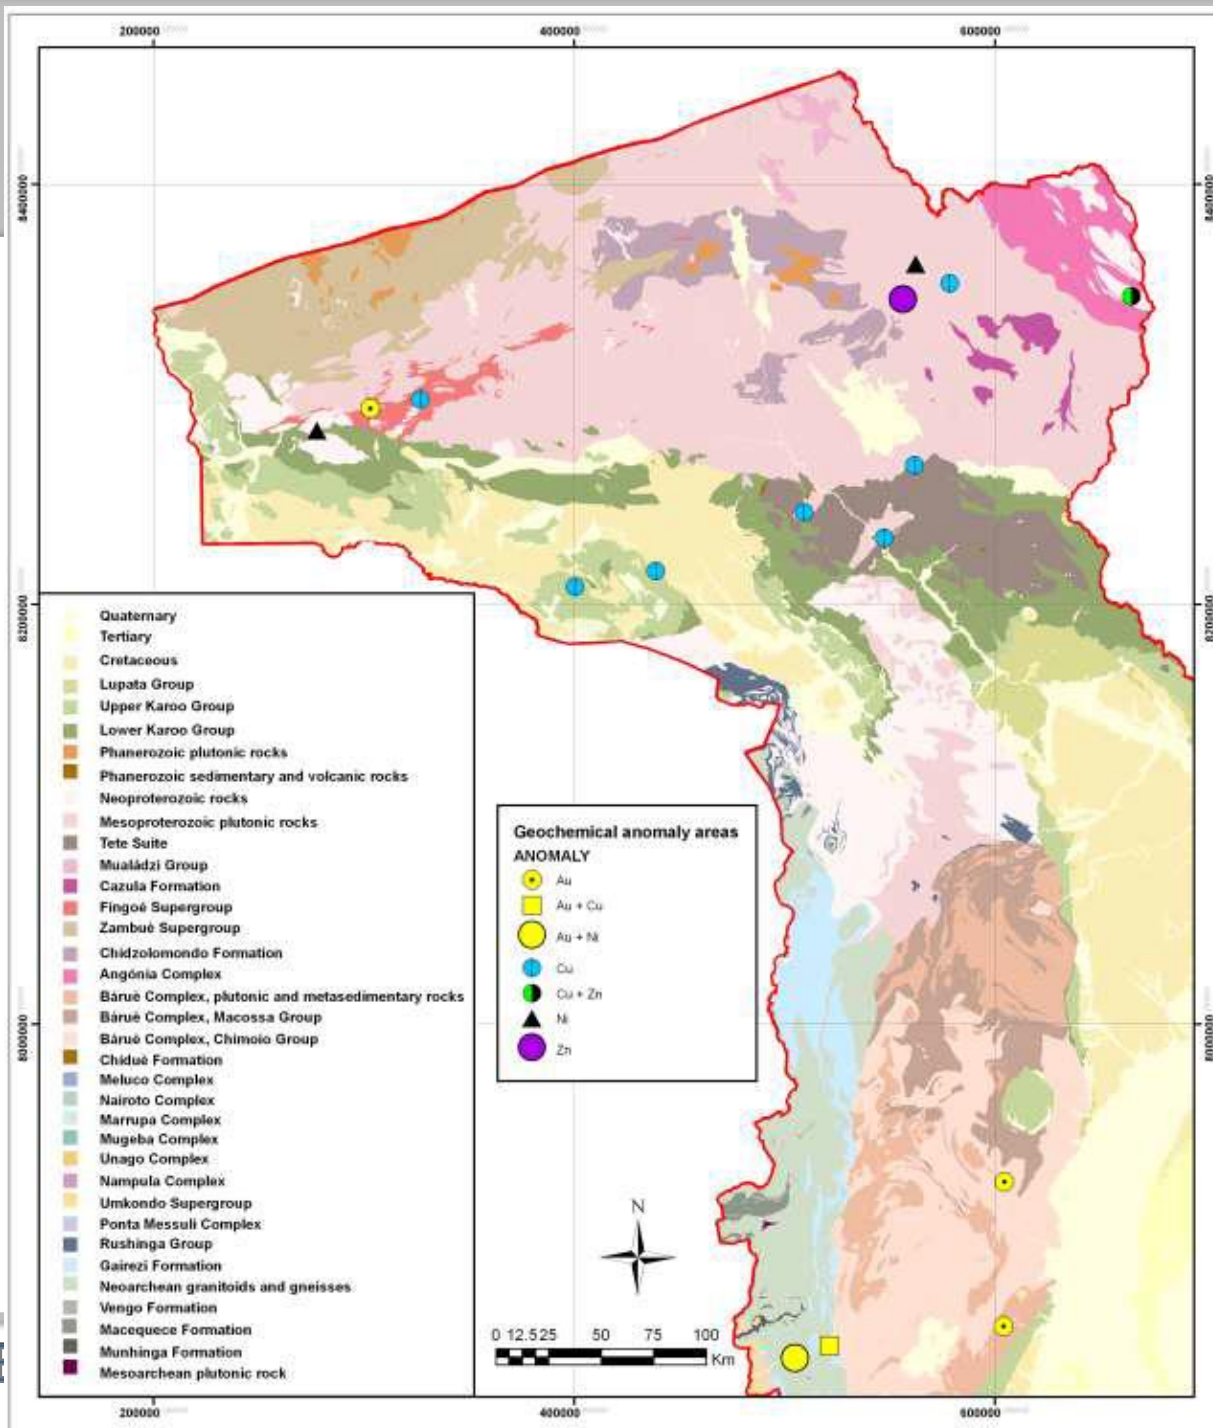 200000 400000 600000
8400000 8400000
8200000 8200000
Quaternary
Tertiary
Cretaceous
Lupata Group
Upper Karoo Group
Lower Karoo Group
Phanerozoic plutonic rocks
Phanerozoic sedimentary and volcanic rocks
Neoproterozoic rocks
Mesoproterozoic plutonic rocks
Tete Suite
Mualádzi Group
Cazula Formation
Fíngoé Supergroup
Zambuè Supergroup
Chidzolomondo Formation
Angónia Complex
Báruè Complex, plutonic and metasedimentary rocks
Báruè Complex, Macossa Group
Báruè Complex, Chimoio Group
Chiduè Formation
Meluco Complex
Nairoto Complex
Marrupa Complex
Mugeba Complex
Unago Complex
Nampula Complex
Umkondo Supergroup
Ponta Messuli Complex
Rushinga Group
Gairezi Formation
Neoarchean granitoids and gneisses
Vengo Formation
Macequece Formation
Munhinga Formation
Mesoarchean plutonic rock
Geochemical anomaly areas
ANOMALY
Au
Au + Cu
Au + Ni
Cu
Cu + Zn
Ni
Zn
8000000 8000000
N
0 12.5 25 50 75 100
Km
200000 400000 600000